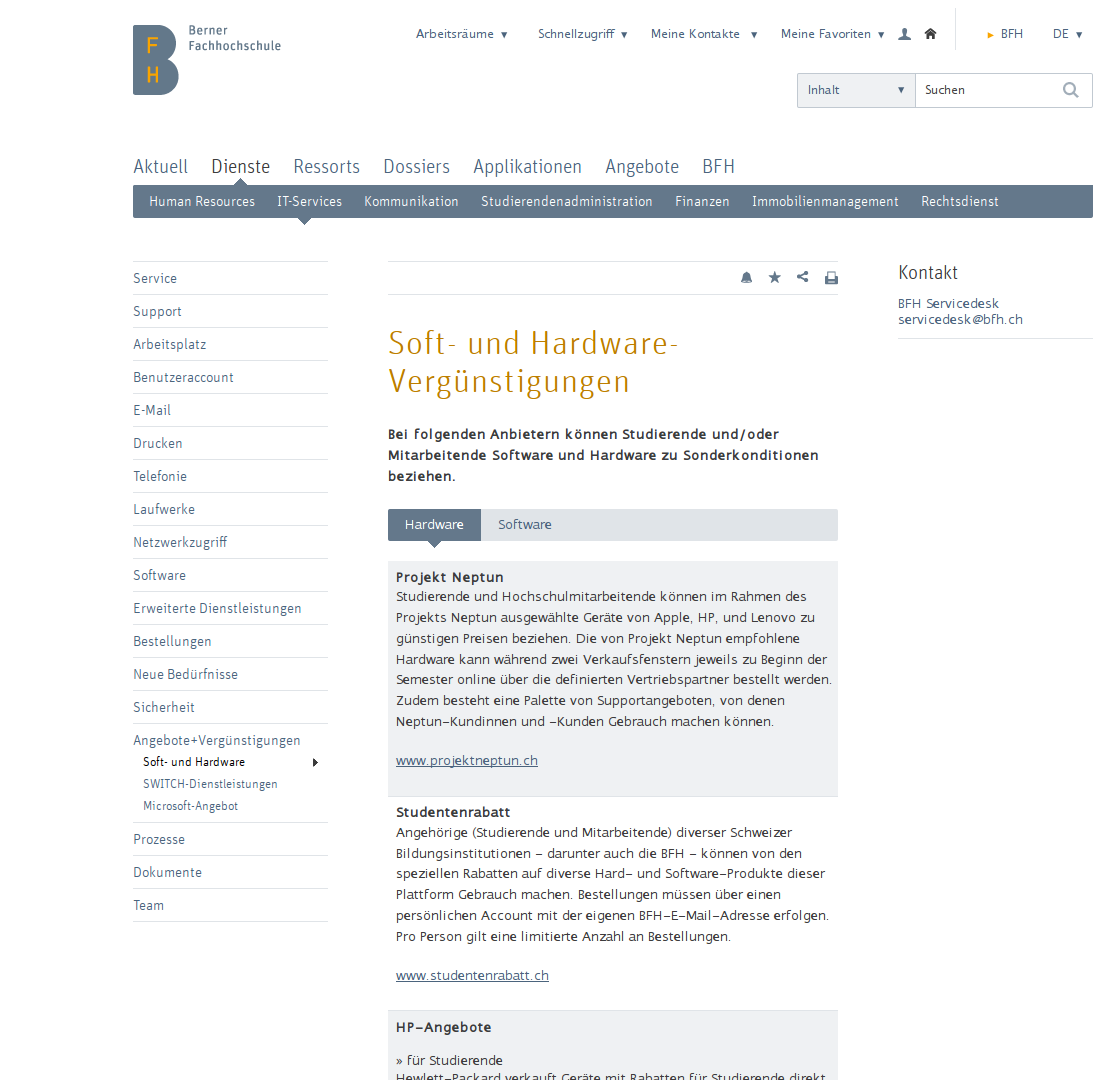 Berner
Fachhochschule
F
H
Arbeitsräume ▼ Schnellzugriff ▼ Meine Kontakte ▼ Meine Favoriten ▼ ► BFH DE ▼
Inhalt ▼ Suchen
Aktuell Dienste Ressorts Dossiers Applikationen Angebote BFH
Human Resources IT-Services Kommunikation Studierendenadministration Finanzen Immobilienmanagement Rechtsdienst
Service
Support
Arbeitsplatz
Benutzeraccount
E-Mail
Drucken
Telefonie
Laufwerke
Netzwerkzugriff
Software
Erweiterte Dienstleistungen
Bestellungen
Neue Bedürfnisse
Sicherheit
Angebote+Vergünstigungen
Soft- und Hardware
SWITCH-Dienstleistungen
Microsoft-Angebot
Prozesse
Dokumente
Team
Soft- und Hardware-
Vergünstigungen
Bei folgenden Anbietern können Studierende und/oder
Mitarbeitende Software und Hardware zu Sonderkonditionen
beziehen.
Hardware Software
Projekt Neptun
Studierende und Hochschulmitarbeitende können im Rahmen des
Projekts Neptun ausgewählte Geräte von Apple, HP, und Lenovo zu
günstigen Preisen beziehen. Die von Projekt Neptun empfohlene
Hardware kann während zwei Verkaufsfenstern jeweils zu Beginn der
Semester online über die definierten Vertriebspartner bestellt werden.
Zudem besteht eine Palette von Supportangeboten, von denen
Neptun-Kundinnen und -Kunden Gebrauch machen können.
www.projektneptun.ch
Studentenrabatt
Angehörige (Studierende und Mitarbeitende) diverser Schweizer
Bildungsinstitutionen - darunter auch die BFH - können von den
speziellen Rabatten auf diverse Hard- und Software-Produkte dieser
Plattform Gebrauch machen. Bestellungen müssen über einen
persönlichen Account mit der eigenen BFH-E-Mail-Adresse erfolgen.
Pro Person gilt eine limitierte Anzahl an Bestellungen.
www.studentenrabatt.ch
HP-Angebote
» für Studierende
Hewlett-Packard verkauft Geräte mit Rabatten für Studierende direkt
Kontakt
BFH Servicedesk
servicedesk@bfh.ch